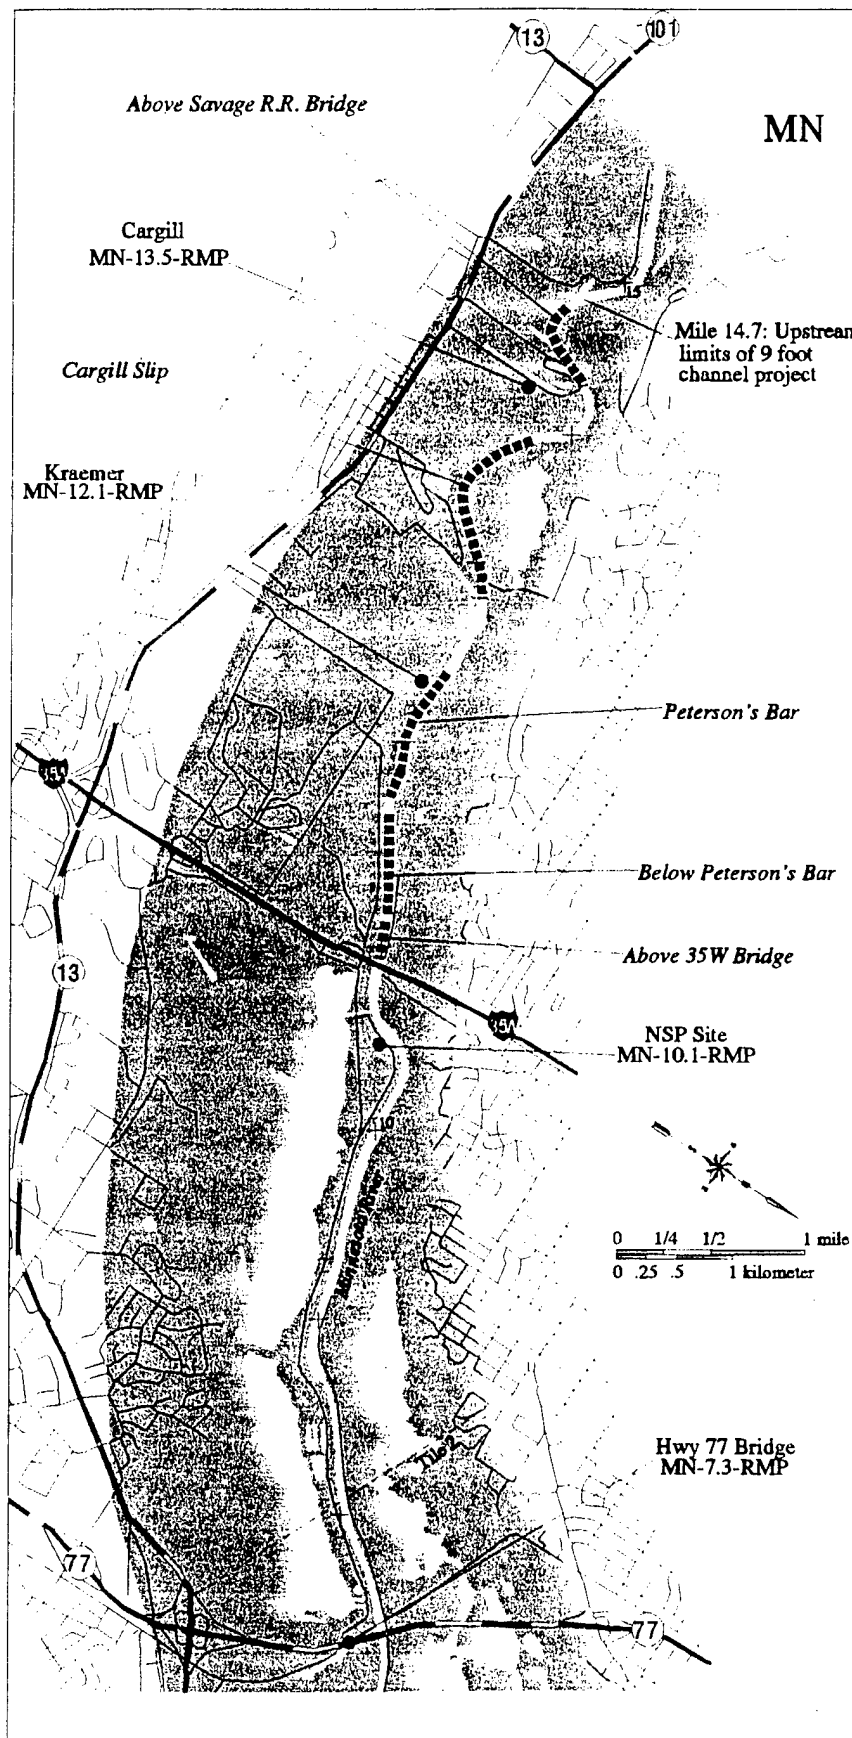 13
101
Above Savage R.R. Bridge
MN
Cargill
MN-13.5-RMP
15
Mile 14.7: Upstream
limits of 9 foot
channel project
Cargill Slip
Kraemer
MN-12.1-RMP
Peterson's Bar
35W
Below Peterson's Bar
Above 35W Bridge
13
35W
NSP Site
MN-10.1-RMP
10
Minnesota River
0 1/4 1/2 1 mile
0 .25 .5 1 kilometer
Hwy 77 Bridge
MN-7.3-RMP
77
77